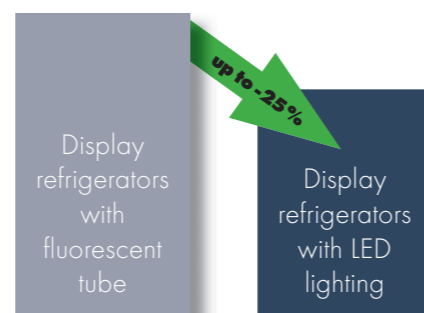 up to -25%
Display
refrigerators
with
fluorescent
tube
Display
refrigerators
with LED
lighting